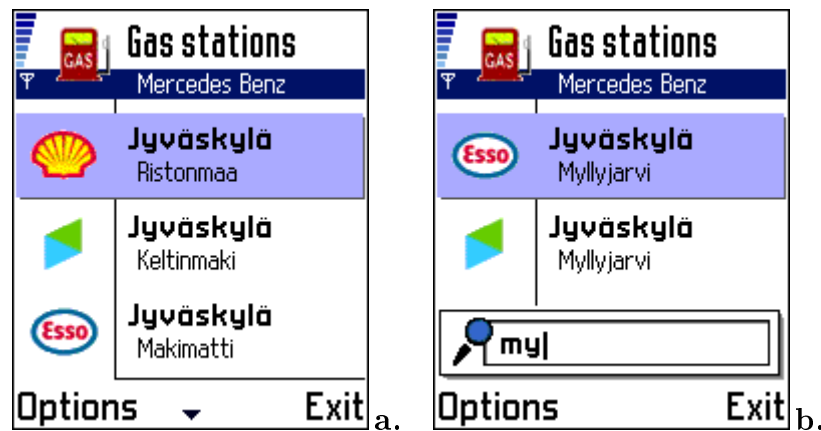 GAS
Gas stations
Mercedes Benz
Jyväskylä
Ristonmaa
Jyväskylä
Keltinmaki
Esso
Jyväskylä
Makimatti
Options
Exit
a.
GAS
Gas stations
Mercedes Benz
Esso
Jyväskylä
Myllyjarvi
Jyväskylä
Myllyjarvi
my
Options
Exit
b.